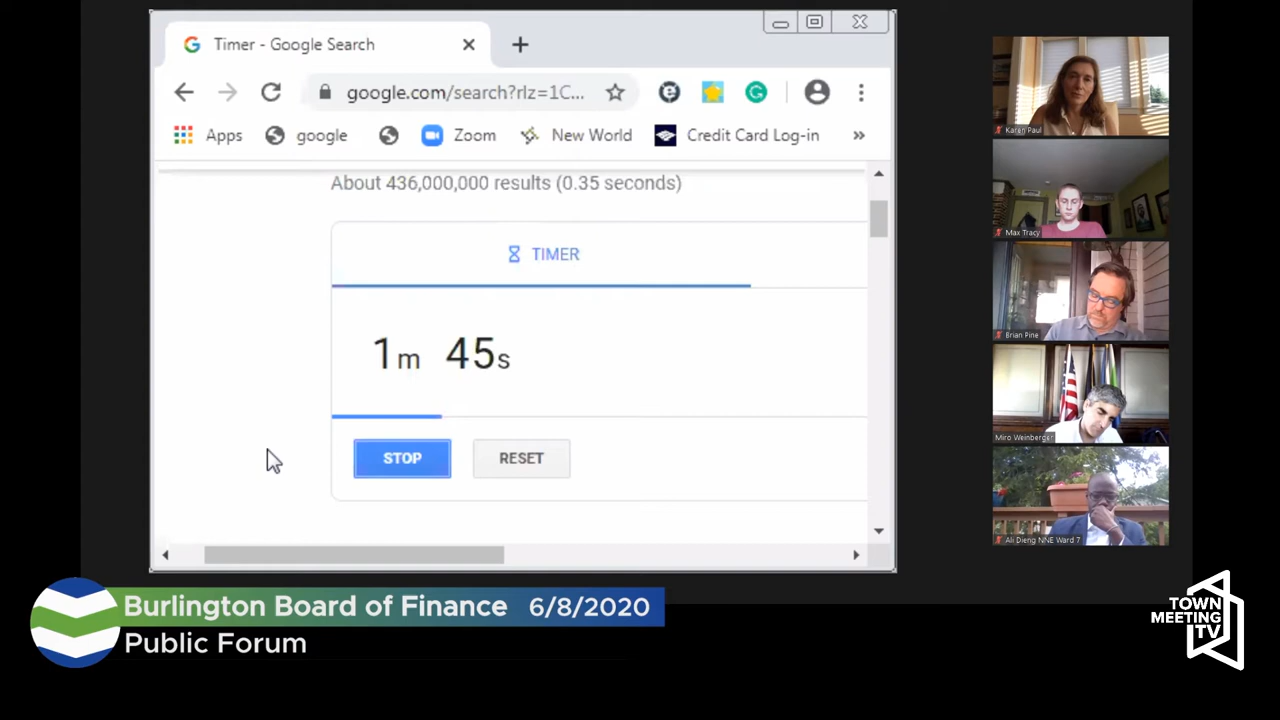 Timer - Google Search
google.com/search?rlz=1C...
Apps
google
Zoom
New World
Credit Card Log-in
»
About 436,000,000 results (0.35 seconds)
TIMER
1m 45s
STOP
RESET
Karen Paul
Max Tracy
Brian Pine
Miro Weinberger
Ali Dieng NNE Ward 7
Burlington Board of Finance 6/8/2020
Public Forum
TOWN
MEETING
TV